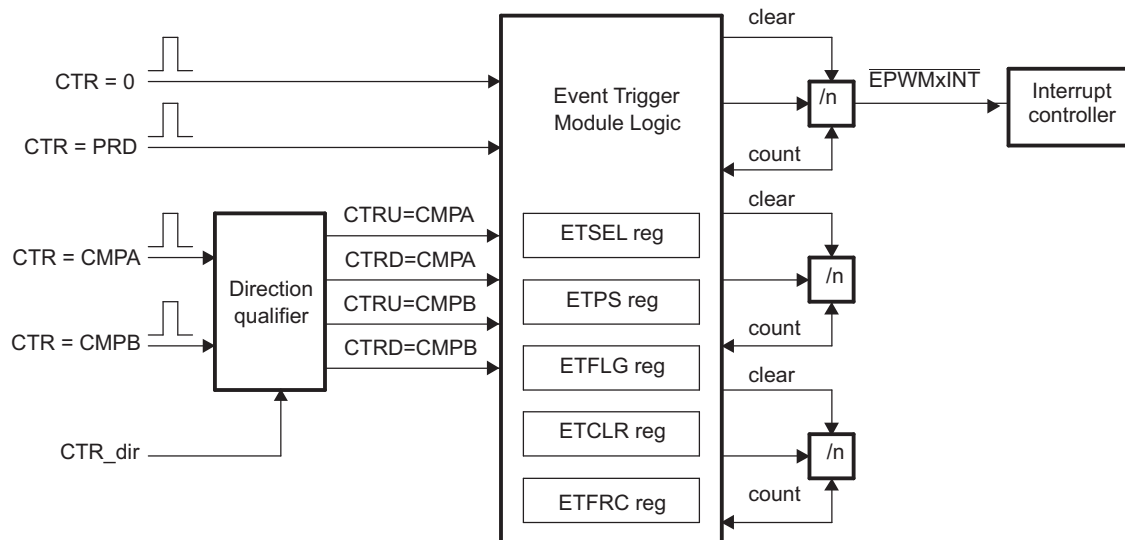 CTR = 0
CTR = PRD
CTR = CMPA
CTR = CMPB
CTR_dir
Direction
qualifier
CTRU=CMPA
CTRD=CMPA
CTRU=CMPB
CTRD=CMPB
Event Trigger
Module Logic
ETSEL reg
ETPS reg
ETFLG reg
ETCLR reg
ETFRC reg
clear
/n
count
EPWMxINT
Interrupt
controller
clear
/n
count
clear
/n
count